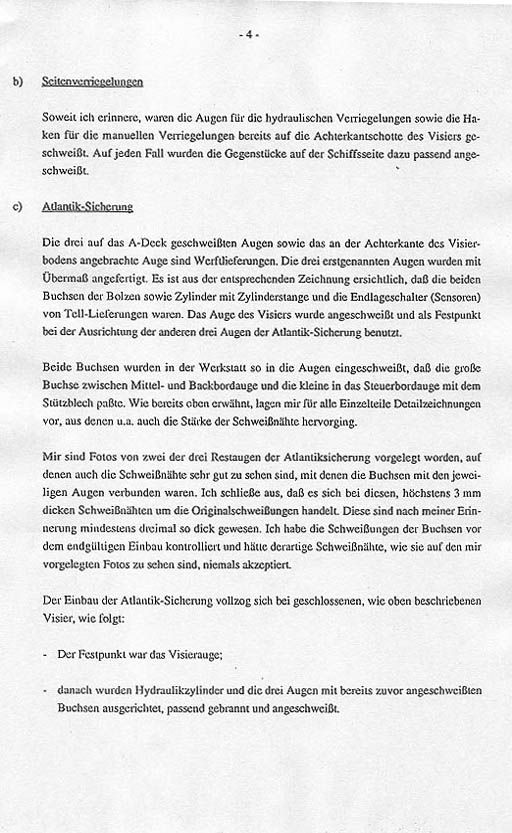 - 4 -
b) Seitenverriegelungen
Soweit ich erinnere, waren die Augen für die hydraulischen Verriegelungen sowie die Ha-
ken für die manuellen Verriegelungen bereits auf die Achterkantschotte des Visiers ge-
schweißt. Auf jeden Fall wurden die Gegenstücke auf der Schiffsseite dazu passend ange-
schweißt.
c) Atlantik-Sicherung
Die drei auf das A-Deck geschweißten Augen sowie das an der Achterkante des Visier-
bodens angebrachte Auge sind Werftlieferungen. Die drei erstgenannten Augen wurden mit
Übermaß angefertigt. Es ist aus der entsprechenden Zeichnung ersichtlich, daß die beiden
Buchsen der Bolzen sowie Zylinder mit Zylinderstange und die Endlageschalter (Sensoren)
von Tell-Lieferungen waren. Das Auge des Visiers wurde angeschweißt und als Festpunkt
bei der Ausrichtung der anderen drei Augen der Atlantik-Sicherung benutzt.
Beide Buchsen wurden in der Werkstatt so in die Augen eingeschweißt, daß die große
Buchse zwischen Mittel- und Backbordauge und die kleine in das Steuerbordauge mit dem
Stützblech paßte. Wie bereits oben erwähnt, lagen mir für alle Einzelteile Detailzeichnungen
vor, aus denen u.a. auch die Stärke der Schweißnähte hervorging.
Mir sind Fotos von zwei der drei Restaugen der Atlantiksicherung vorgelegt worden, auf
denen auch die Schweißnähte sehr gut zu sehen sind, mit denen die Buchsen mit den jewei-
ligen Augen verbunden waren. Ich schließe aus, daß es sich bei diesen, höchstens 3 mm
dicken Schweißnähten um die Originalschweißungen handelt. Diese sind nach meiner Erin-
nerung mindestens dreimal so dick gewesen. Ich habe die Schweißungen der Buchsen vor
dem endgültigen Einbau kontrolliert und hätte derartige Schweißnähte, wie sie auf den mir
vorgelegten Fotos zu sehen sind, niemals akzeptiert.
Der Einbau der Atlantik-Sicherung vollzog sich bei geschlossenen, wie oben beschriebenen
Visier, wie folgt:
- Der Festpunkt war das Visierauge;
- danach wurden Hydraulikzylinder und die drei Augen mit bereits zuvor angeschweißten
Buchsen ausgerichtet, passend gebrannt und angeschweißt.